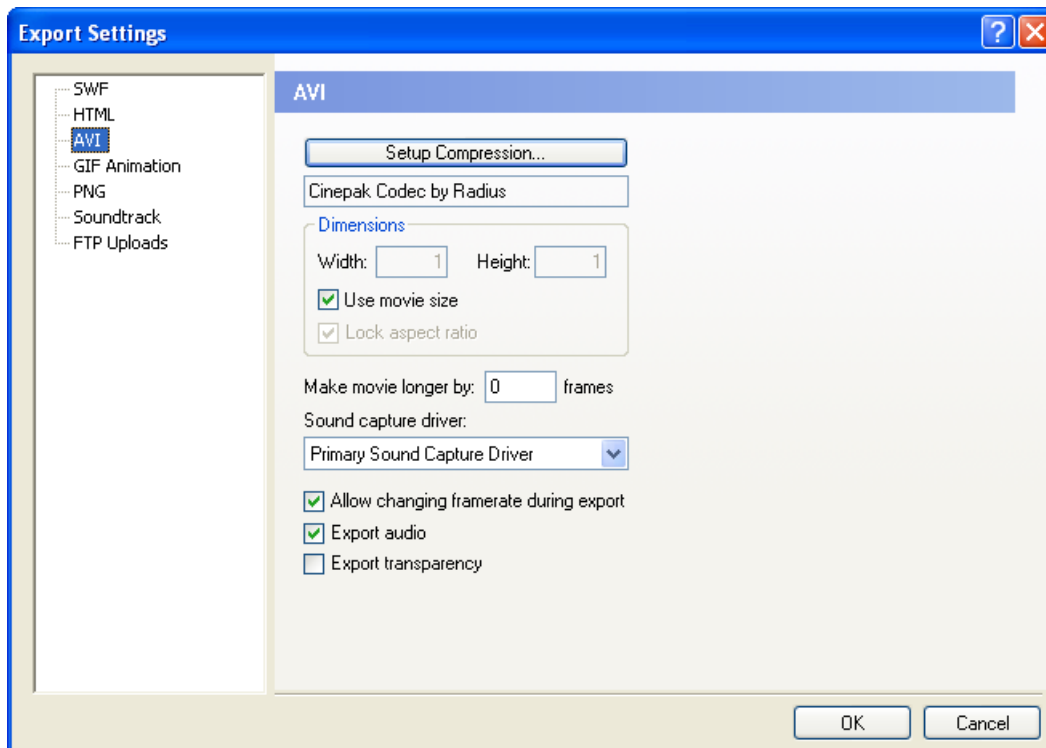 Export Settings
SWF
HTML
AVI
GIF Animation
PNG
Soundtrack
FTP Uploads
AVI
Setup Compression...
Cinepak Codec by Radius
Dimensions
Width: 1 Height: 1
Use movie size
Lock aspect ratio
Make movie longer by: 0 frames
Sound capture driver:
Primary Sound Capture Driver
Allow changing framerate during export
Export audio
Export transparency
OK Cancel